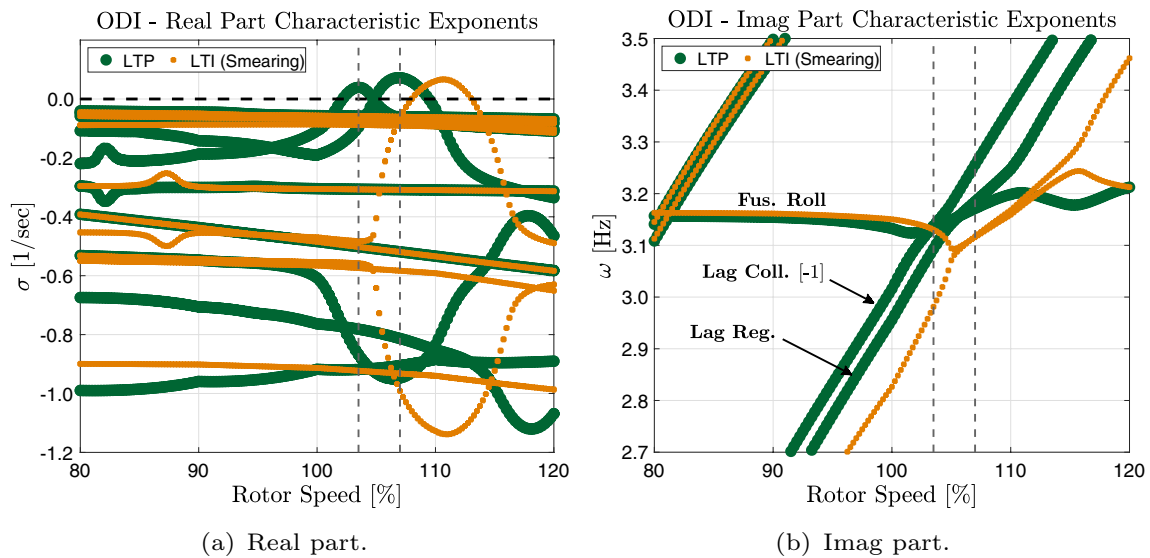 ODI - Real Part Characteristic Exponents
LTP LTI (Smearing)
0.0
-0.2
-0.4
-0.6
-0.8
-1.0
-1.2
σ [1/sec]
80 90 100 110 120
Rotor Speed [%]
(a) Real part.
ODI - Imag Part Characteristic Exponents
LTP LTI (Smearing)
3.5
3.4
3.3
3.2
3.1
3.0
2.9
2.8
2.7
ω [Hz]
Fus. Roll
Lag Coll. [-1]
Lag Reg.
80 90 100 110 120
Rotor Speed [%]
(b) Imag part.